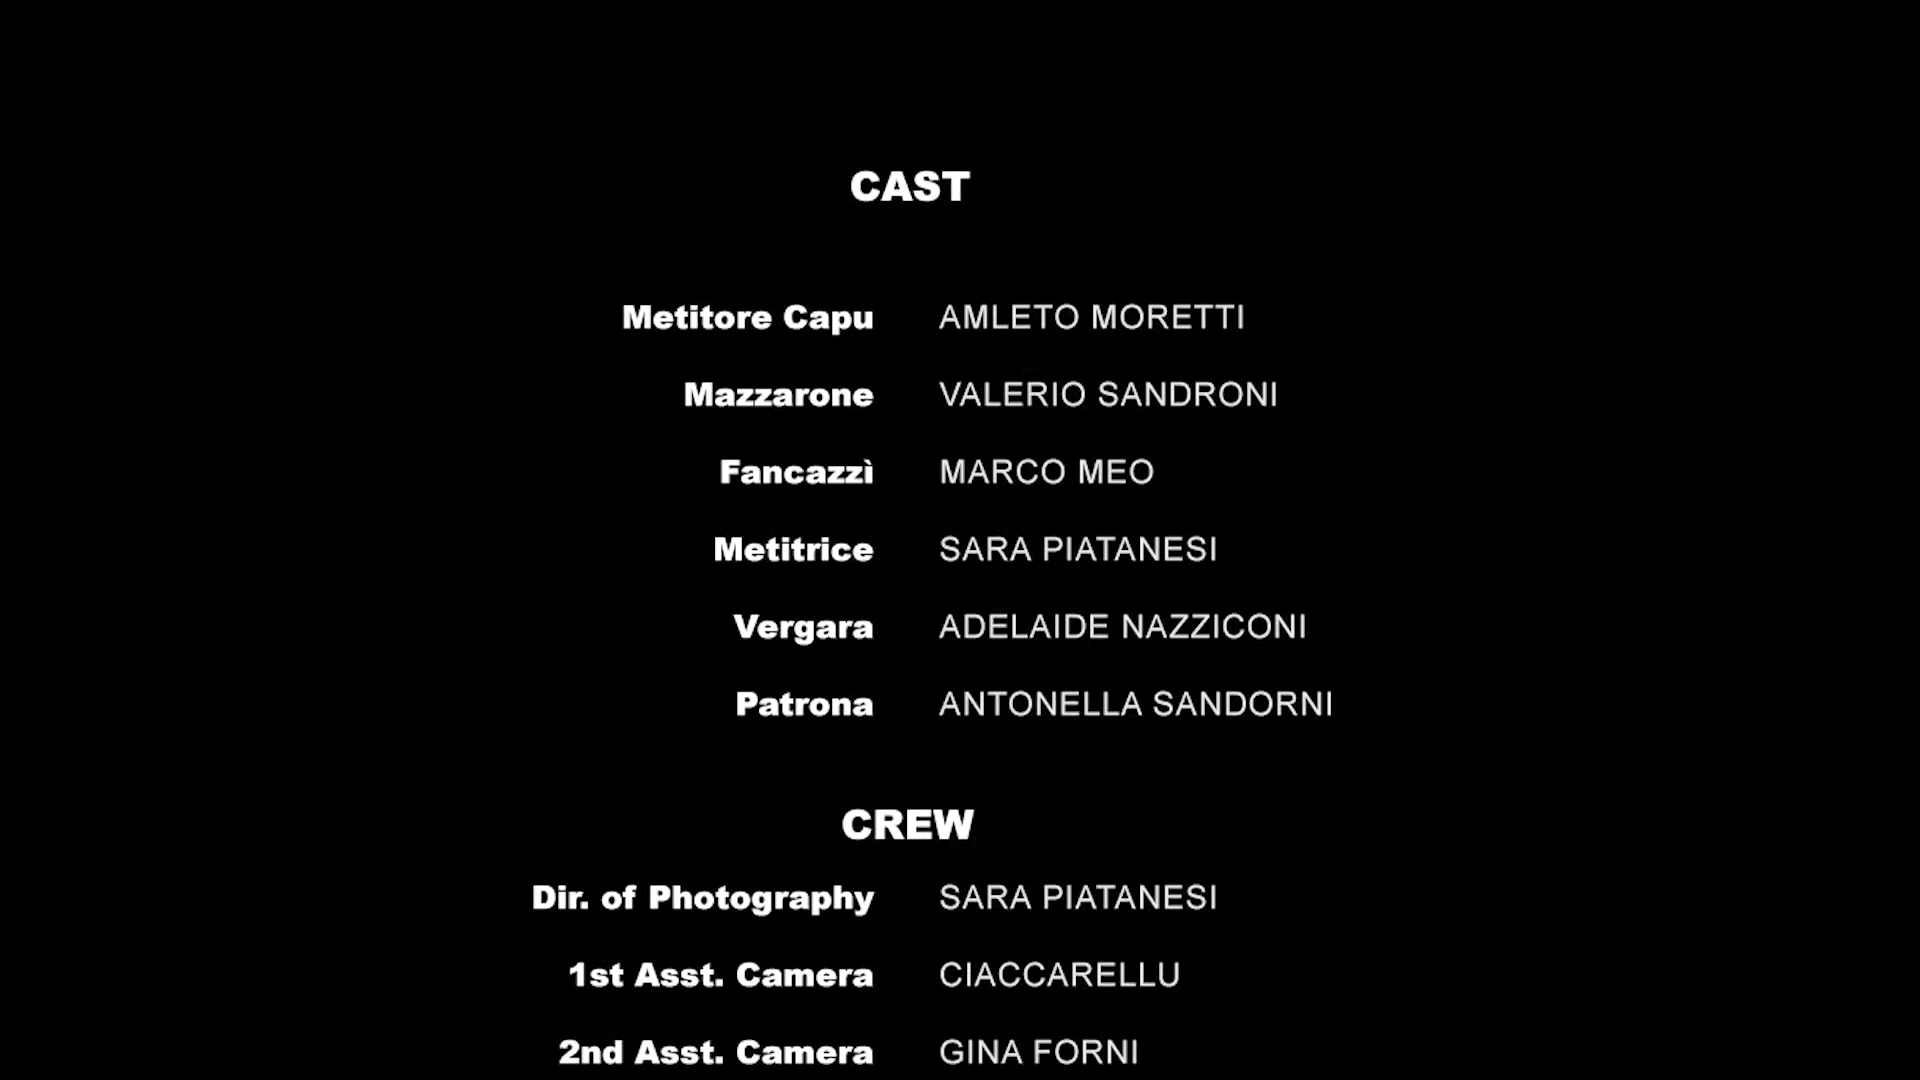 CAST
Metitore Capu AMLETO MORETTI
Mazzarone VALERIO SANDRONI
Fancazzì MARCO MEO
Metitrice SARA PIATANESI
Vergara ADELAIDE NAZZICONI
Patrona ANTONELLA SANDORNI
CREW
Dir. of Photography SARA PIATANESI
1st Asst. Camera CIACCARELLU
2nd Asst. Camera GINA FORNI